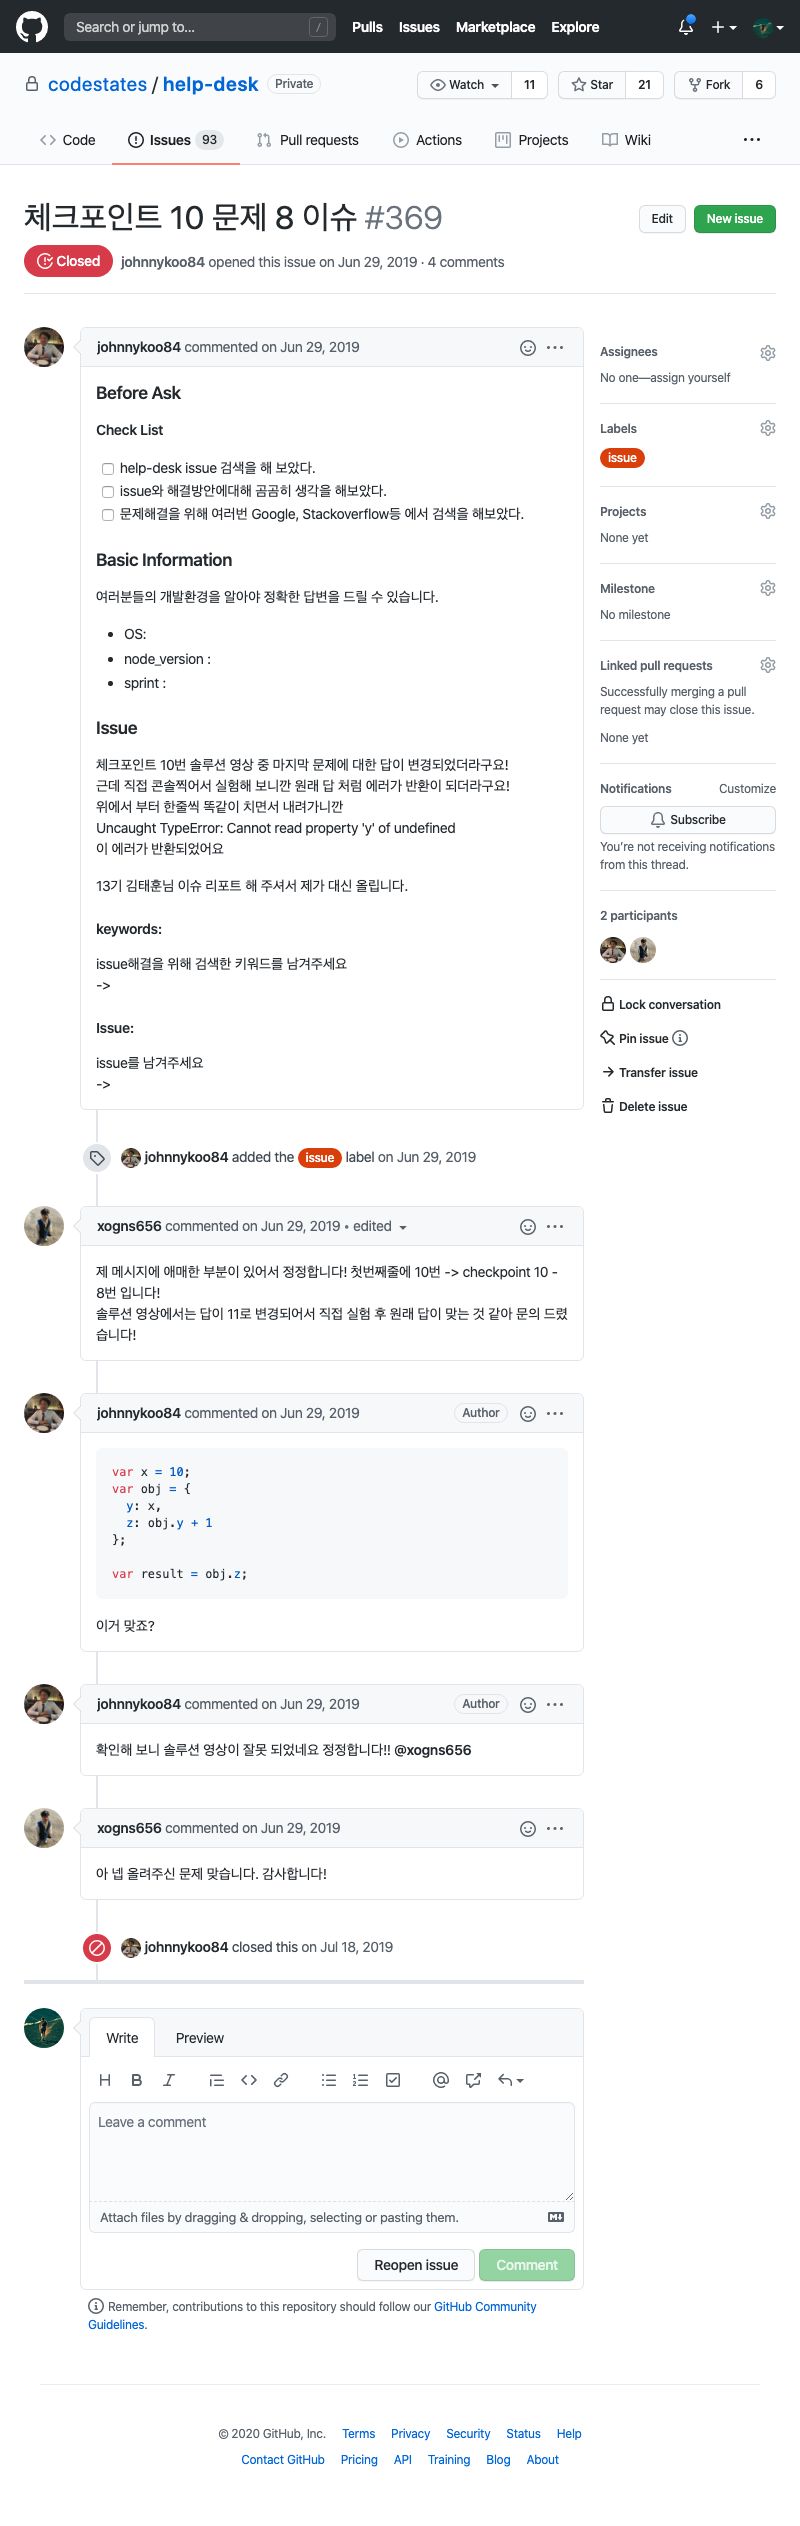 Search or jump to...
/
Pulls
Issues
Marketplace
Explore
codestates / help-desk
Private
Watch
11
Star
21
Fork
6
Code
Issues 93
Pull requests
Actions
Projects
Wiki
체크포인트 10 문제 8 이슈 #369
Edit
New issue
Closed
johnnykoo84 opened this issue on Jun 29, 2019 · 4 comments
johnnykoo84 commented on Jun 29, 2019
Before Ask
Check List
help-desk issue 검색을 해 보았다.
issue와 해결방안에대해 곰곰히 생각을 해보았다.
문제해결을 위해 여러번 Google, Stackoverflow등 에서 검색을 해보았다.
Basic Information
여러분들의 개발환경을 알아야 정확한 답변을 드릴 수 있습니다.
• OS:
• node_version :
• sprint :
Issue
체크포인트 10번 솔루션 영상 중 마지막 문제에 대한 답이 변경되었더라구요!
근데 직접 콘솔찍어서 실험해 보니깐 원래 답 처럼 에러가 반환이 되더라구요!
위에서 부터 한줄씩 똑같이 치면서 내려가니깐
Uncaught TypeError: Cannot read property 'y' of undefined
이 에러가 반환되었어요
13기 김태훈님 이슈 리포트 해 주셔서 제가 대신 올립니다.
keywords:
issue해결을 위해 검색한 키워드를 남겨주세요
->
Issue:
issue를 남겨주세요
->
Assignees
No one—assign yourself
Labels
issue
Projects
None yet
Milestone
No milestone
Linked pull requests
Successfully merging a pull
request may close this issue.
None yet
Notifications
Customize
Subscribe
You're not receiving notifications
from this thread.
2 participants
Lock conversation
Pin issue
Transfer issue
Delete issue
johnnykoo84 added the issue label on Jun 29, 2019
xogns656 commented on Jun 29, 2019 • edited
제 메시지에 애매한 부분이 있어서 정정합니다! 첫번째줄에 10번 -> checkpoint 10 -
8번 입니다!
솔루션 영상에서는 답이 11로 변경되어서 직접 실험 후 원래 답이 맞는 것 같아 문의 드렸
습니다!
johnnykoo84 commented on Jun 29, 2019
Author
var x = 10;
var obj = {
y: x,
z: obj.y + 1
};
var result = obj.z;
이거 맞죠?
johnnykoo84 commented on Jun 29, 2019
Author
확인해 보니 솔루션 영상이 잘못 되었네요 정정합니다!! @xogns656
xogns656 commented on Jun 29, 2019
아 넵 올려주신 문제 맞습니다. 감사합니다!
johnnykoo84 closed this on Jul 18, 2019
Write
Preview
H B I
Leave a comment
Attach files by dragging & dropping, selecting or pasting them.
Reopen issue
Comment
Remember, contributions to this repository should follow our GitHub Community
Guidelines.
© 2020 GitHub, Inc.
Terms
Privacy
Security
Status
Help
Contact GitHub
Pricing
API
Training
Blog
About